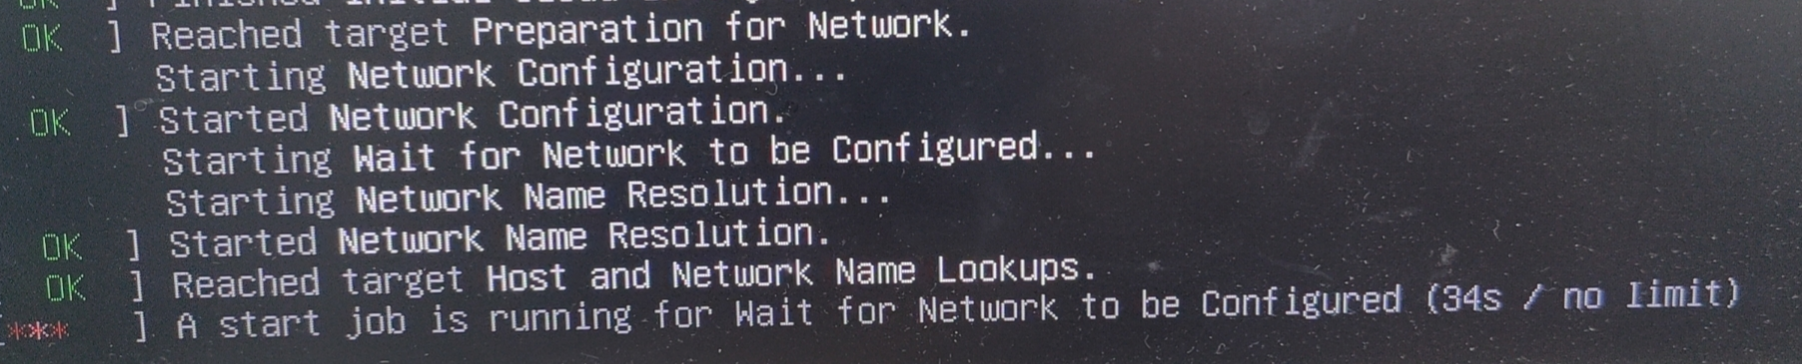 OK ] Reached target Preparation for Network.
Starting Network Configuration...
OK ] Started Network Configuration.
Starting Wait for Network to be Configured...
Starting Network Name Resolution...
OK ] Started Network Name Resolution.
OK ] Reached target Host and Network Name Lookups.
[*** ] A start job is running for Wait for Network to be Configured (34s / no limit)